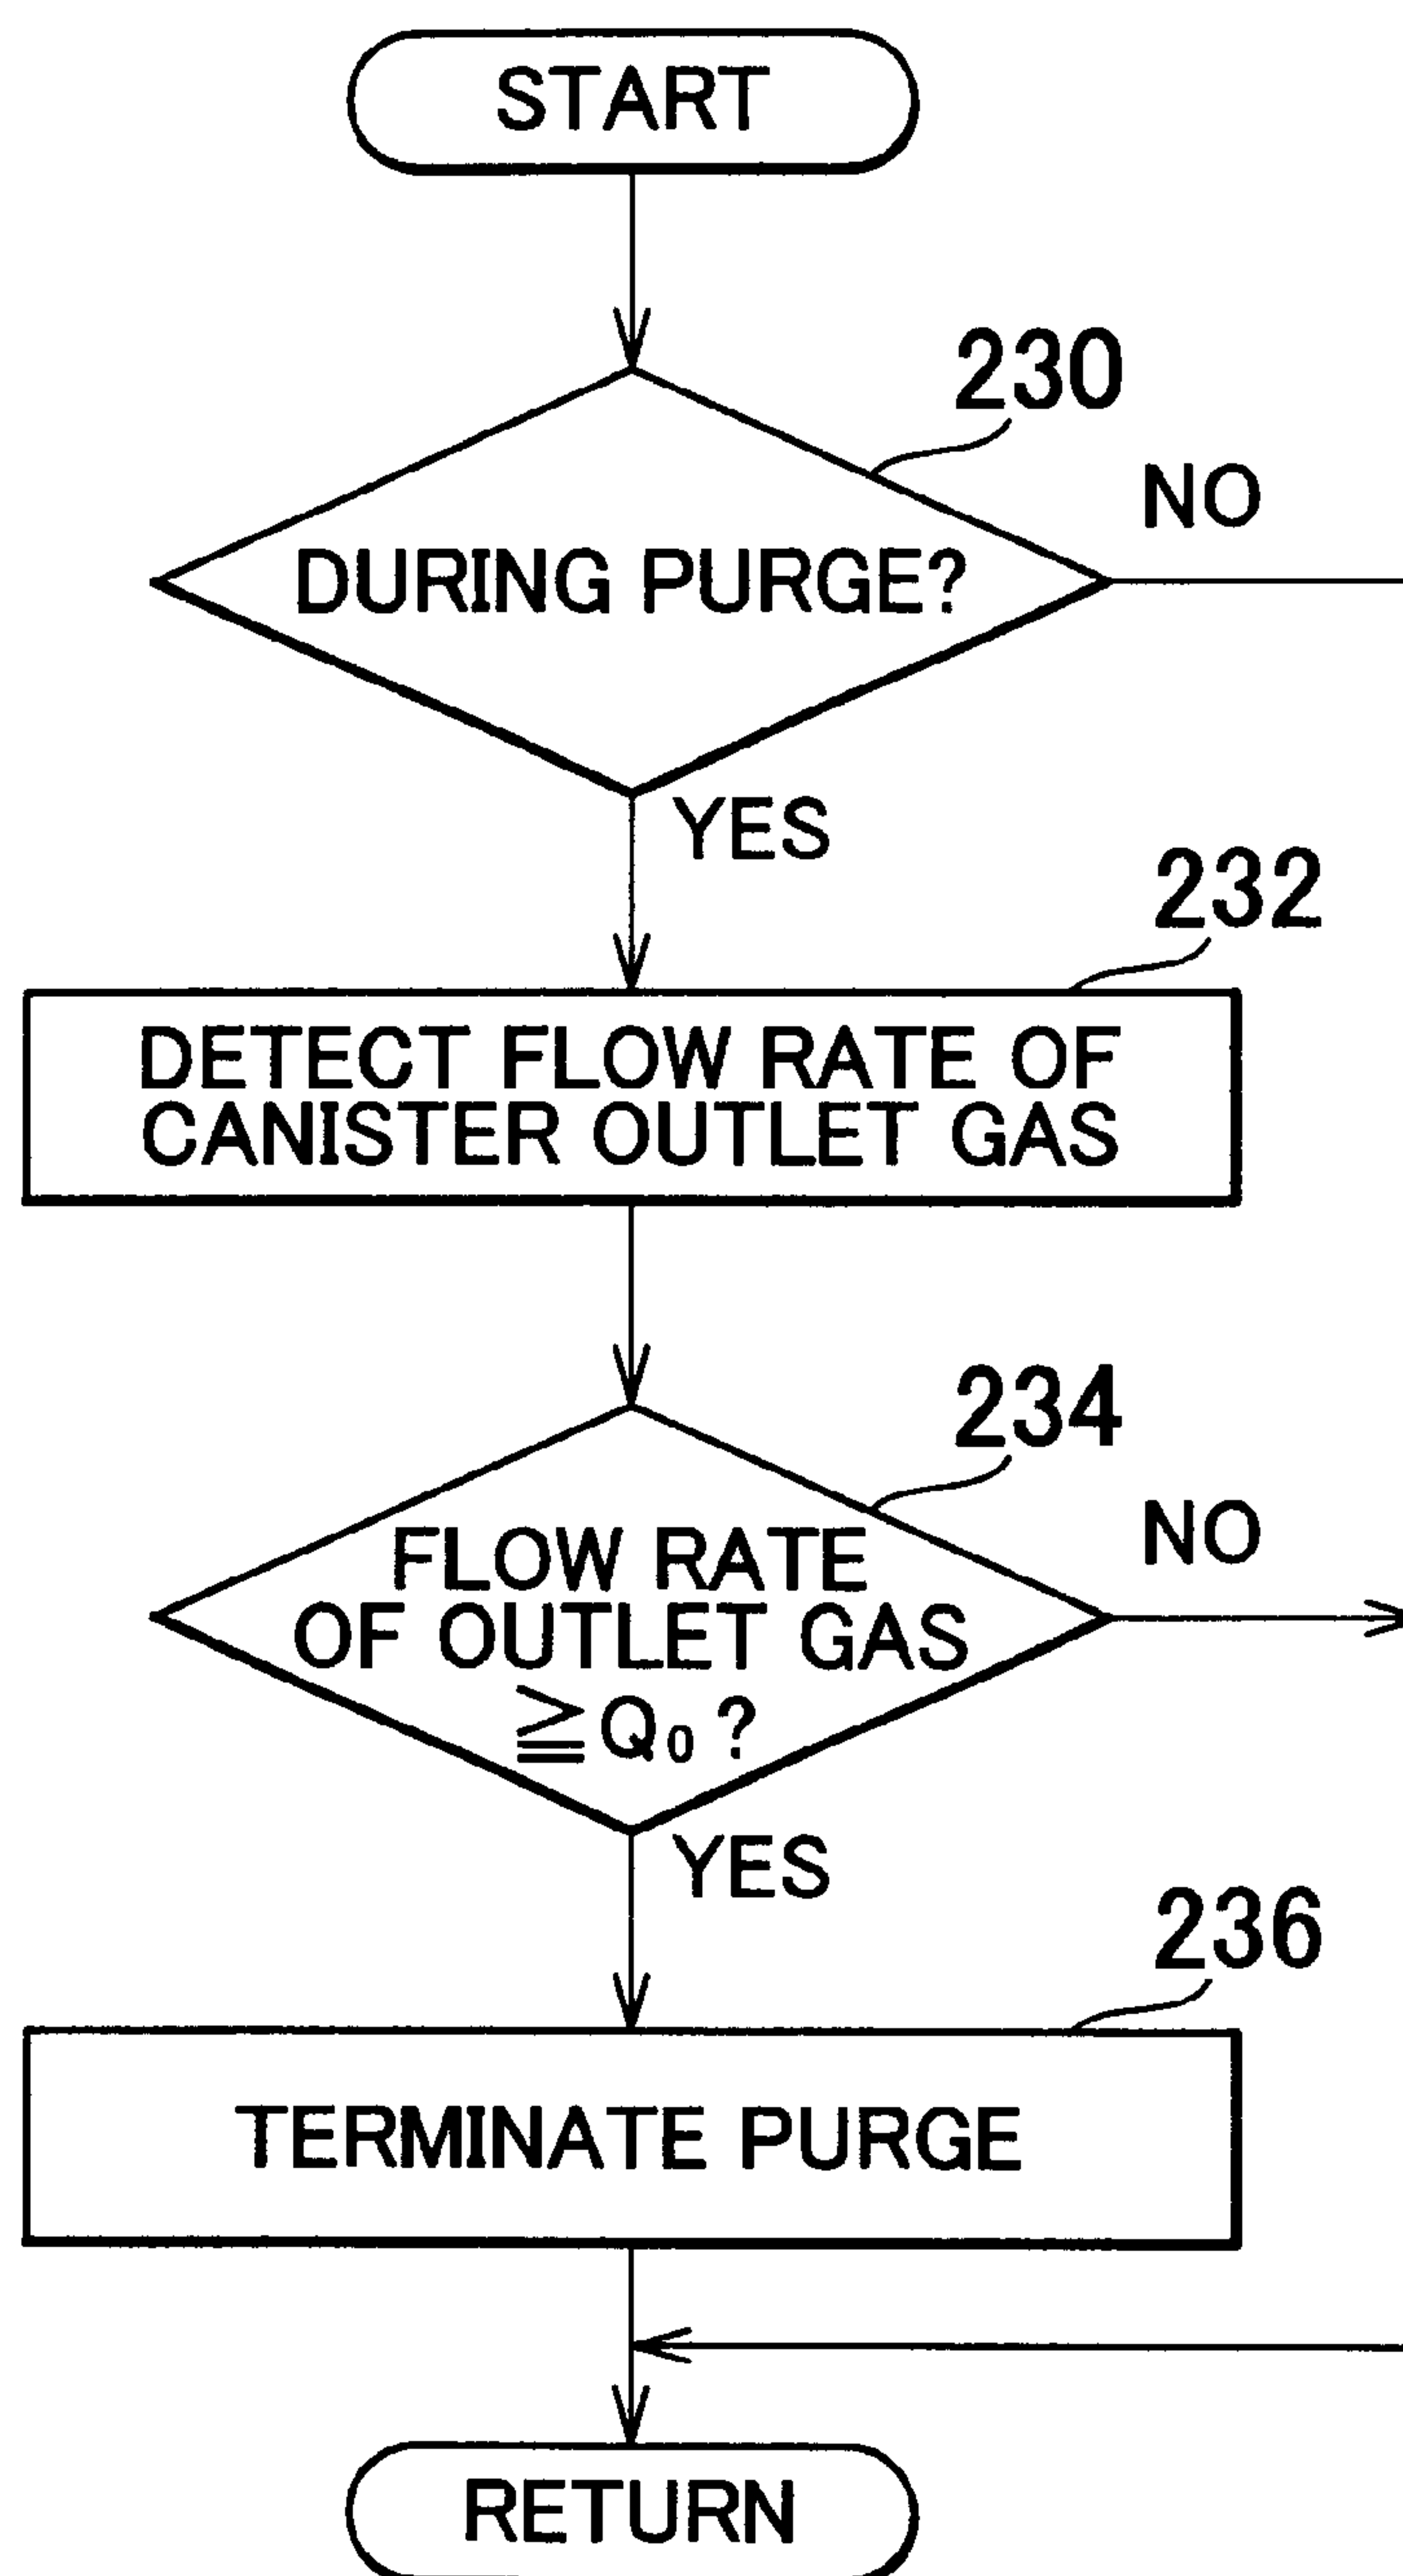 START
230
NO
DURING PURGE?
YES
232
DETECT FLOW RATE OF
CANISTER OUTLET GAS
234
NO
FLOW RATE
OF OUTLET GAS
≧Q₀ ?
YES
236
TERMINATE PURGE
RETURN